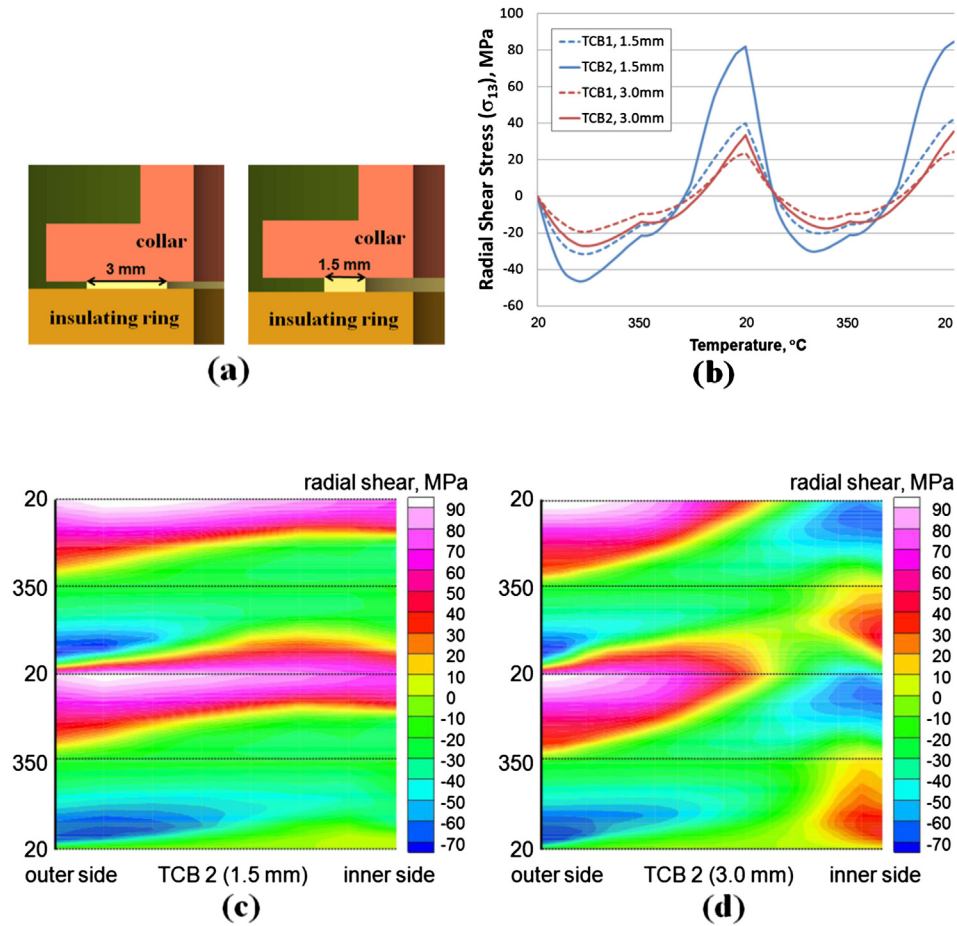 collar
3 mm
insulating ring
collar
1.5 mm
insulating ring
(a)
Radial Shear Stress (σ13), MPa
100
80
60
40
20
0
-20
-40
-60
TCB1, 1.5mm
TCB2, 1.5mm
TCB1, 3.0mm
TCB2, 3.0mm
20
350
20
350
20
Temperature, °C
(b)
radial shear, MPa
20
350
20
350
20
90
80
70
60
50
40
30
20
10
0
-10
-20
-30
-40
-50
-60
-70
outer side
TCB 2 (1.5 mm)
inner side
(c)
radial shear, MPa
20
350
20
350
20
90
80
70
60
50
40
30
20
10
0
-10
-20
-30
-40
-50
-60
-70
outer side
TCB 2 (3.0 mm)
inner side
(d)